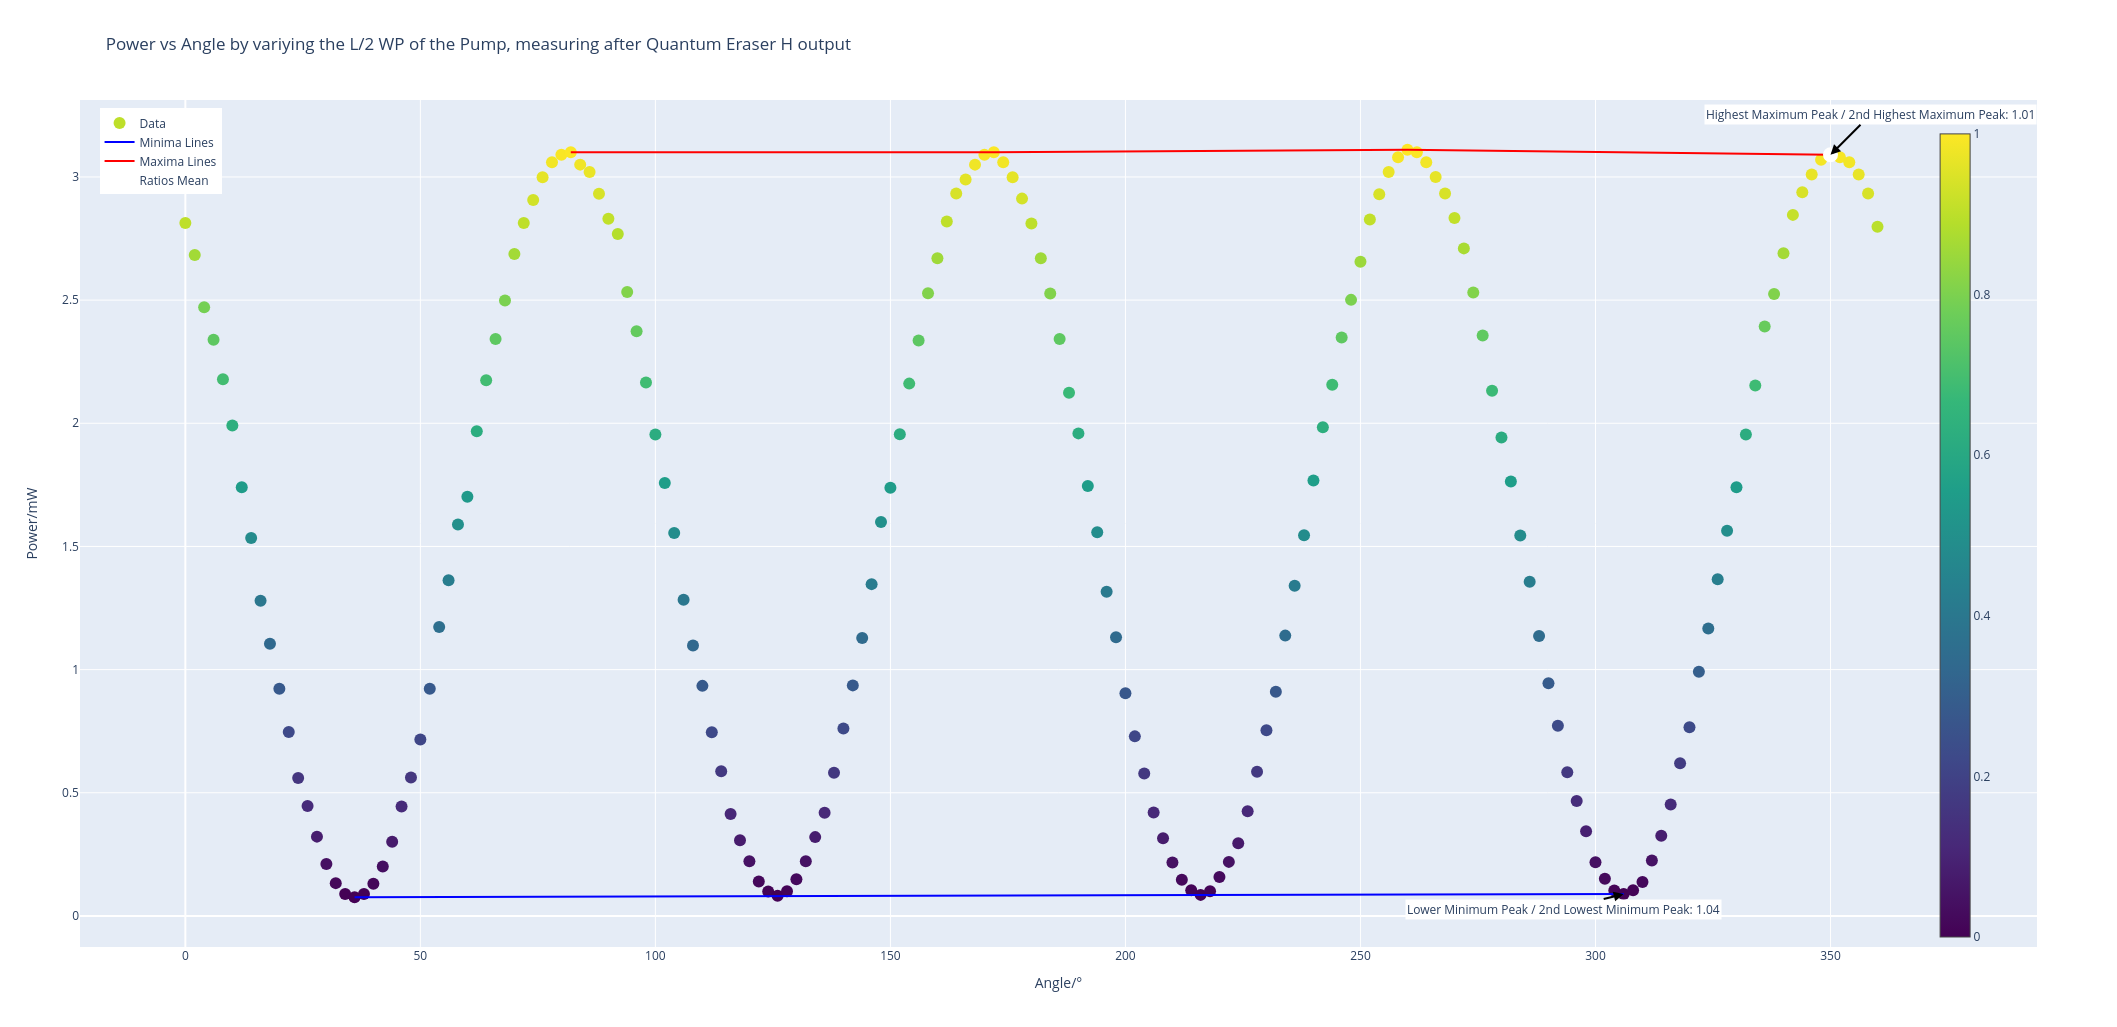 Power vs Angle by variying the L/2 WP of the Pump, measuring after Quantum Eraser H output
Data
Minima Lines
Maxima Lines
Ratios Mean
Highest Maximum Peak / 2nd Highest Maximum Peak: 1.01
Lower Minimum Peak / 2nd Lowest Minimum Peak: 1.04
1
0.8
0.6
0.4
0.2
0
Power/mW
3
2.5
2
1.5
1
0.5
0
0
50
100
150
200
250
300
350
Angle/º